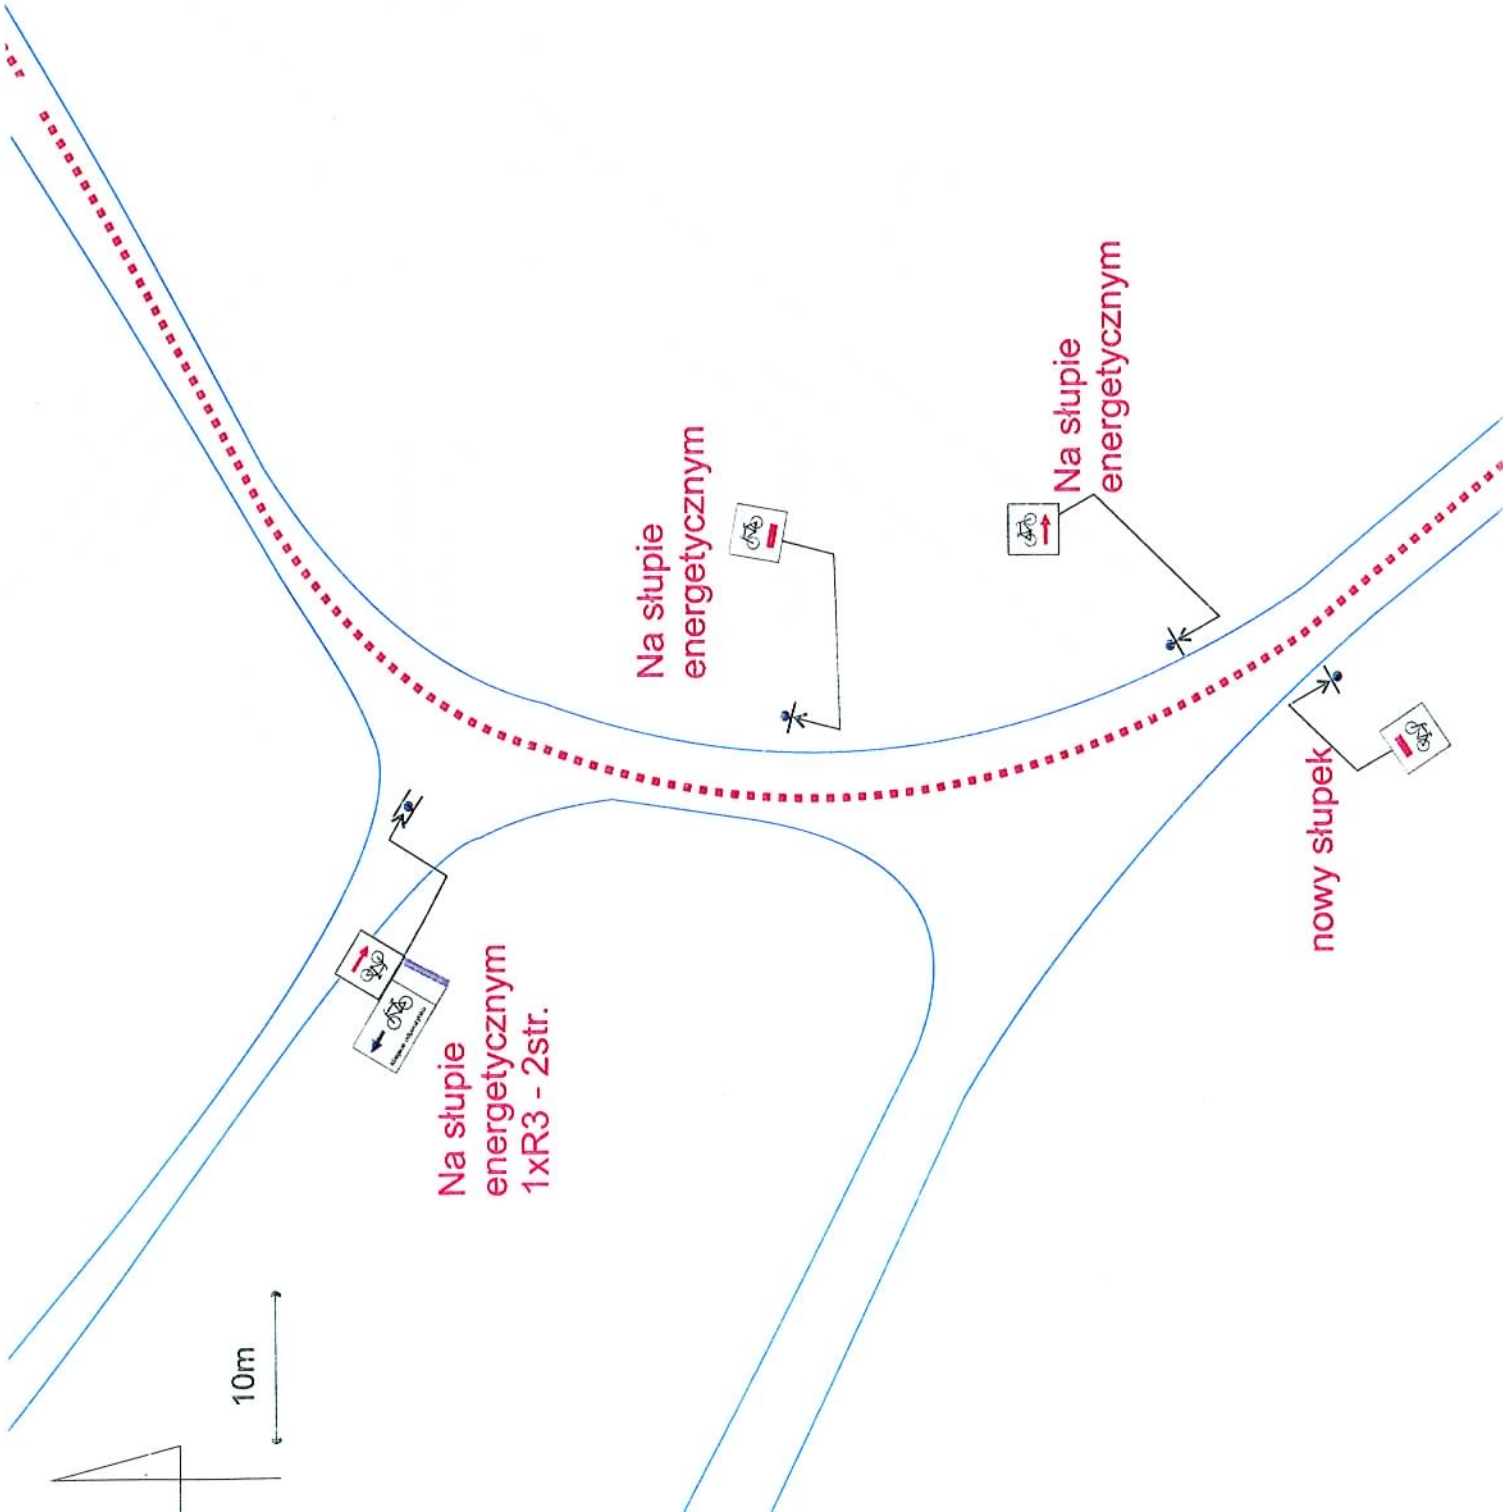 Na słupie
energetycznym
1xR3 - 2str.
Na słupie
energetycznym
Na słupie
energetycznym
nowy słupek
10m